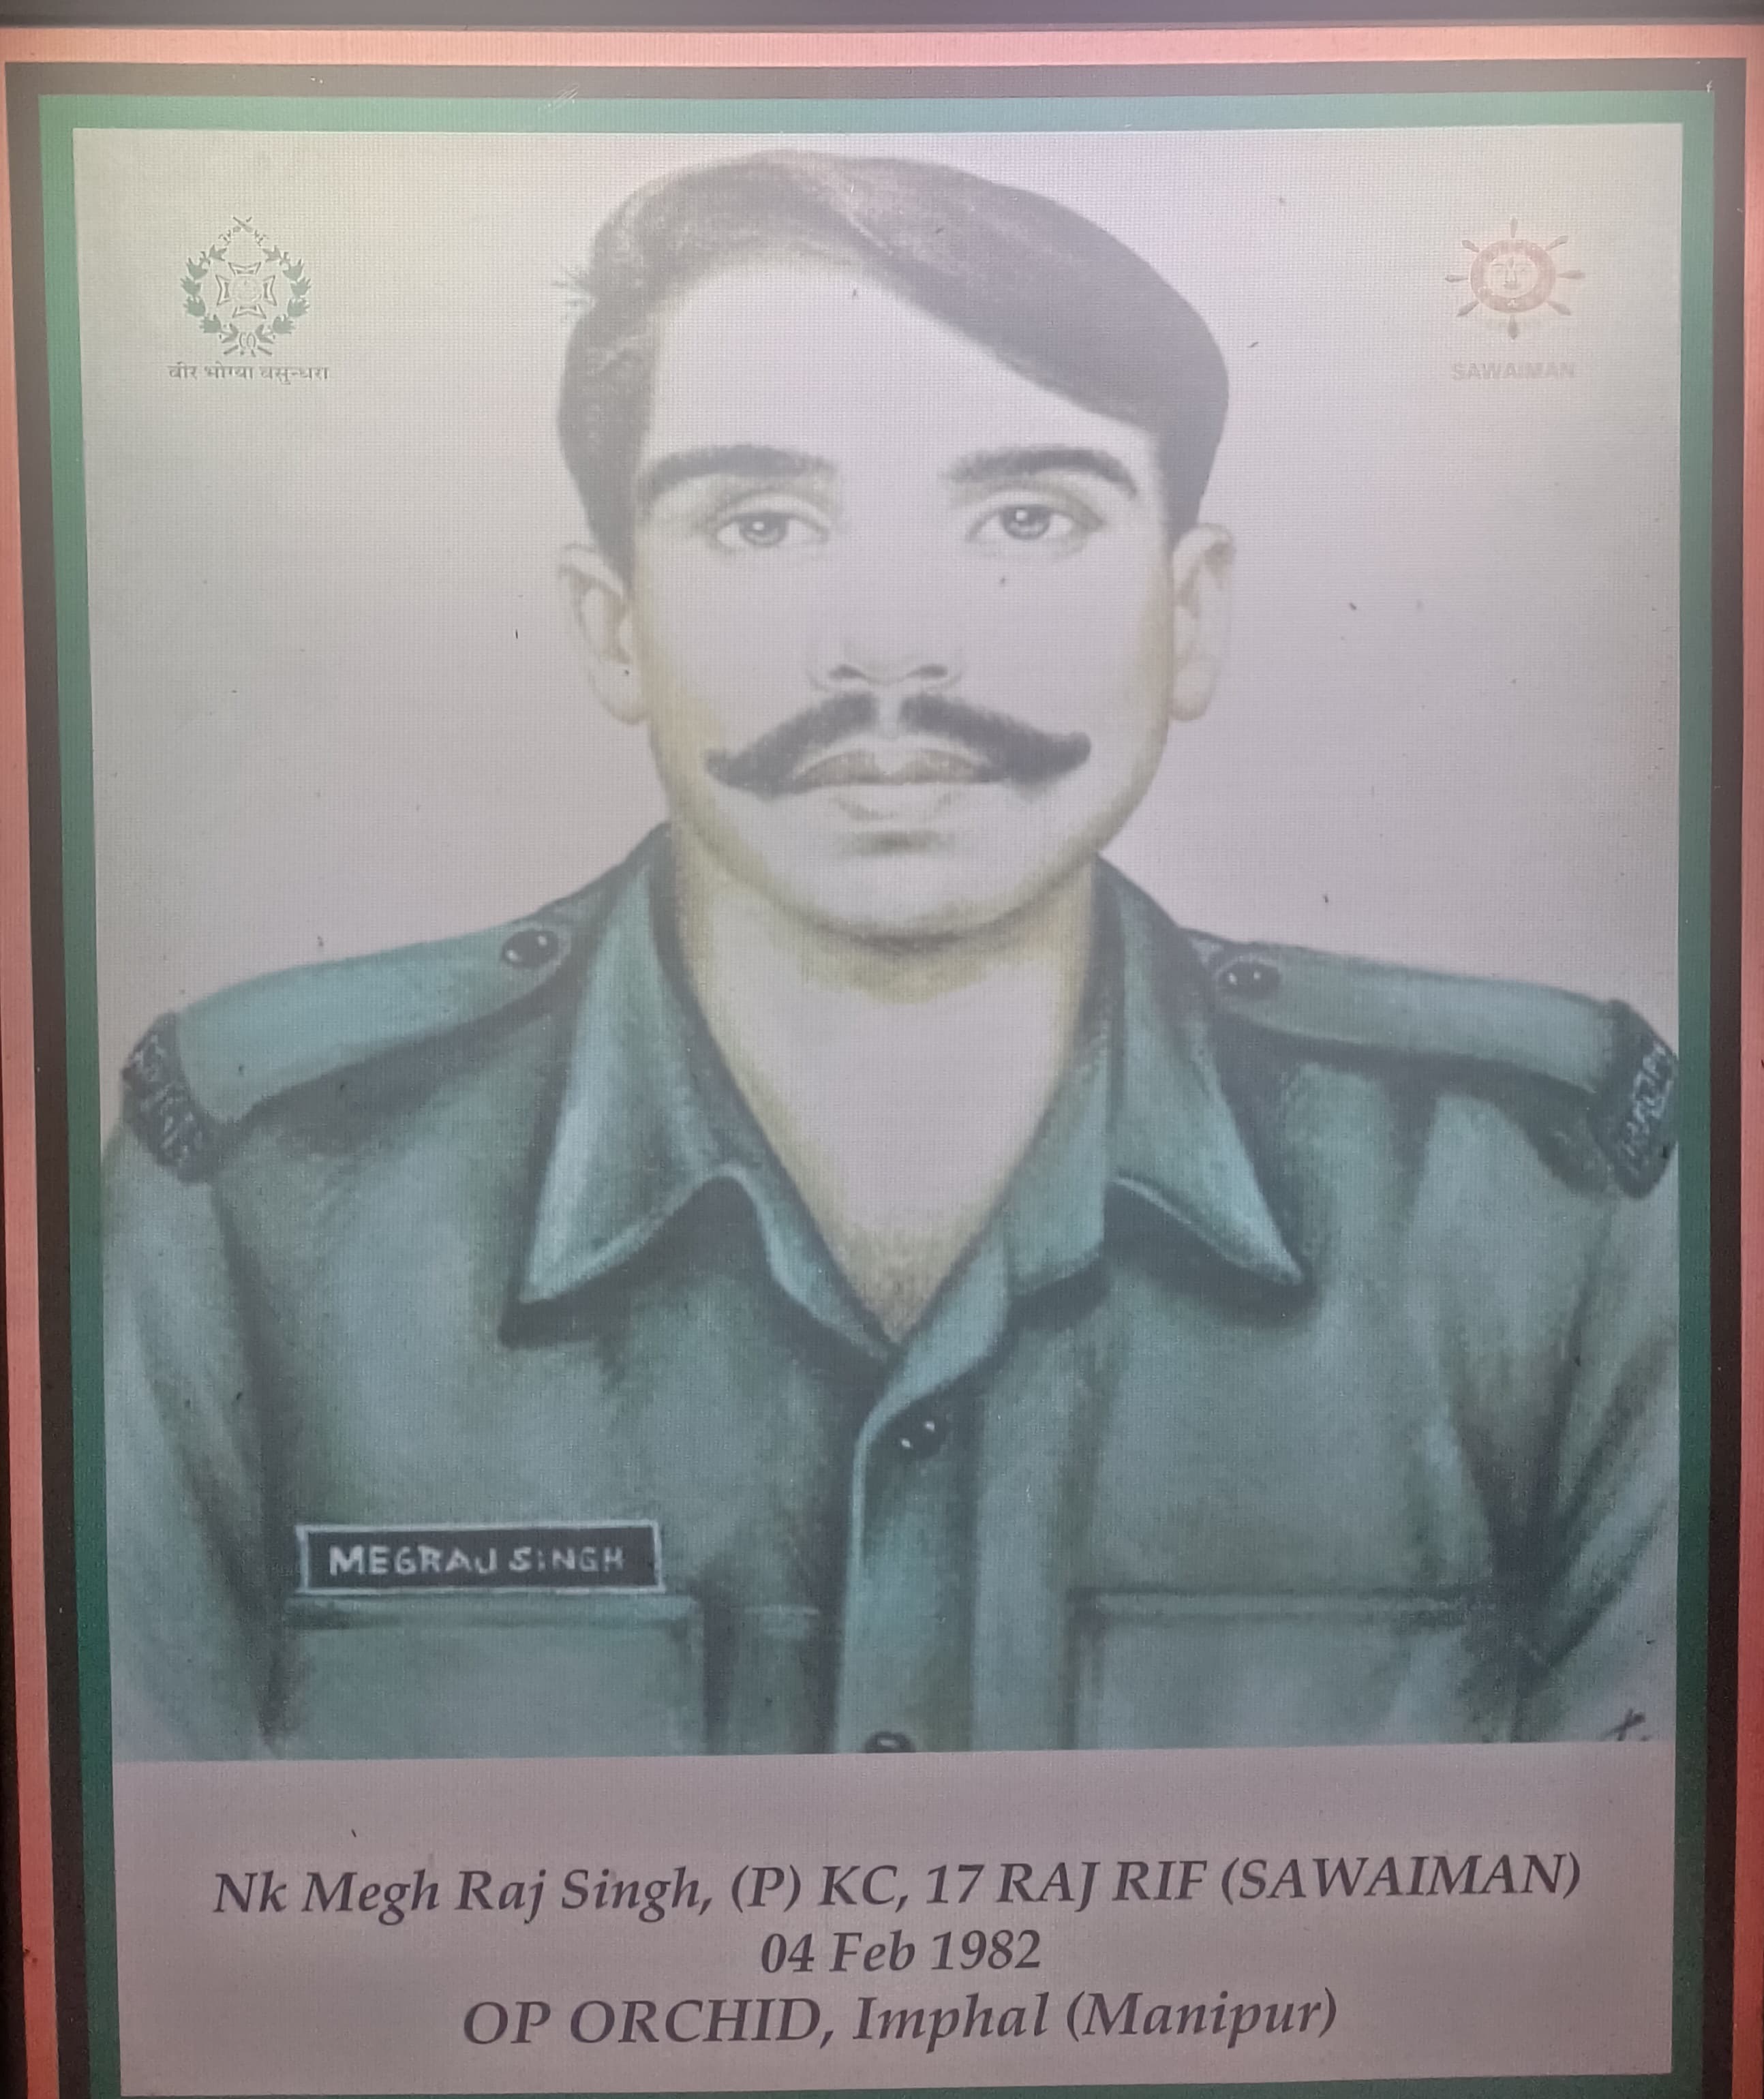 वीर भोग्या वसुन्धरा
SAWAIMAN
MEGRAJ SINGH
Nk Megh Raj Singh, (P) KC, 17 RAJ RIF (SAWAIMAN)
04 Feb 1982
OP ORCHID, Imphal (Manipur)